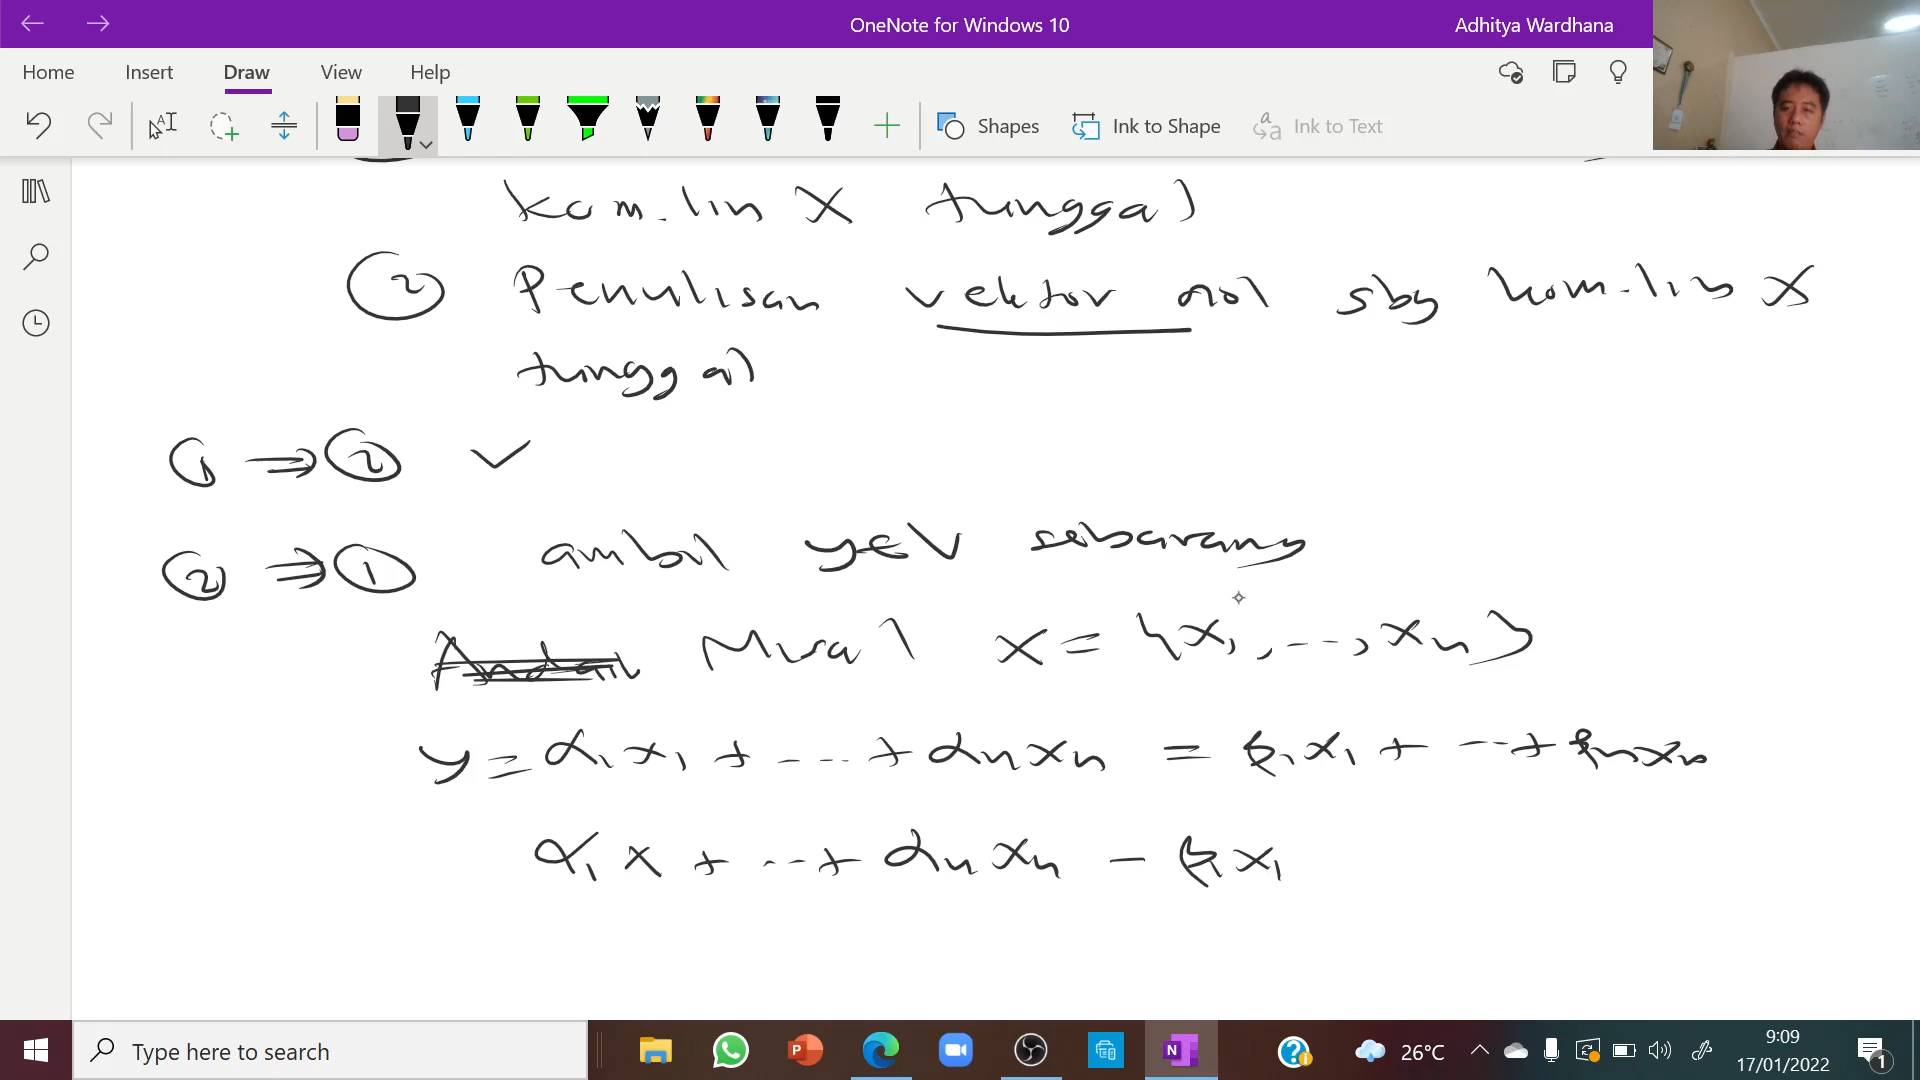 OneNote for Windows 10
Adhitya Wardhana
Home Insert Draw View Help
Shapes Ink to Shape Ink to Text
kom. lin X tunggal
② Penulisan vektor nol sbg kom. lin X
tunggal
① ⇒ ② ✓
② ⇒ ① ambil y∈V sebarang
Andai Misal X = {x₁, ..., xₙ}
y = α₁x₁ + ... + αₙxₙ = β₁x₁ + ... + βₙxₙ
α₁x + ... + αₙxₙ - β₁x₁
Type here to search
26°C
9:09
17/01/2022
1